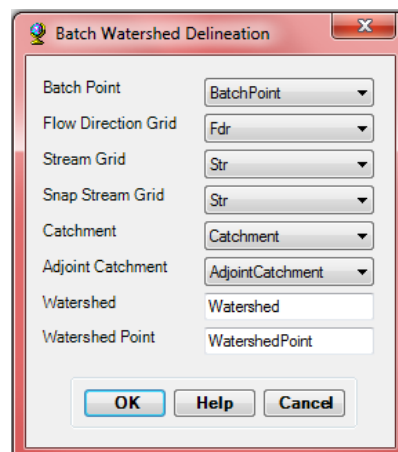 Batch Watershed Delineation
Batch Point BatchPoint
Flow Direction Grid Fdr
Stream Grid Str
Snap Stream Grid Str
Catchment Catchment
Adjoint Catchment AdjointCatchment
Watershed Watershed
Watershed Point WatershedPoint
OK Help Cancel